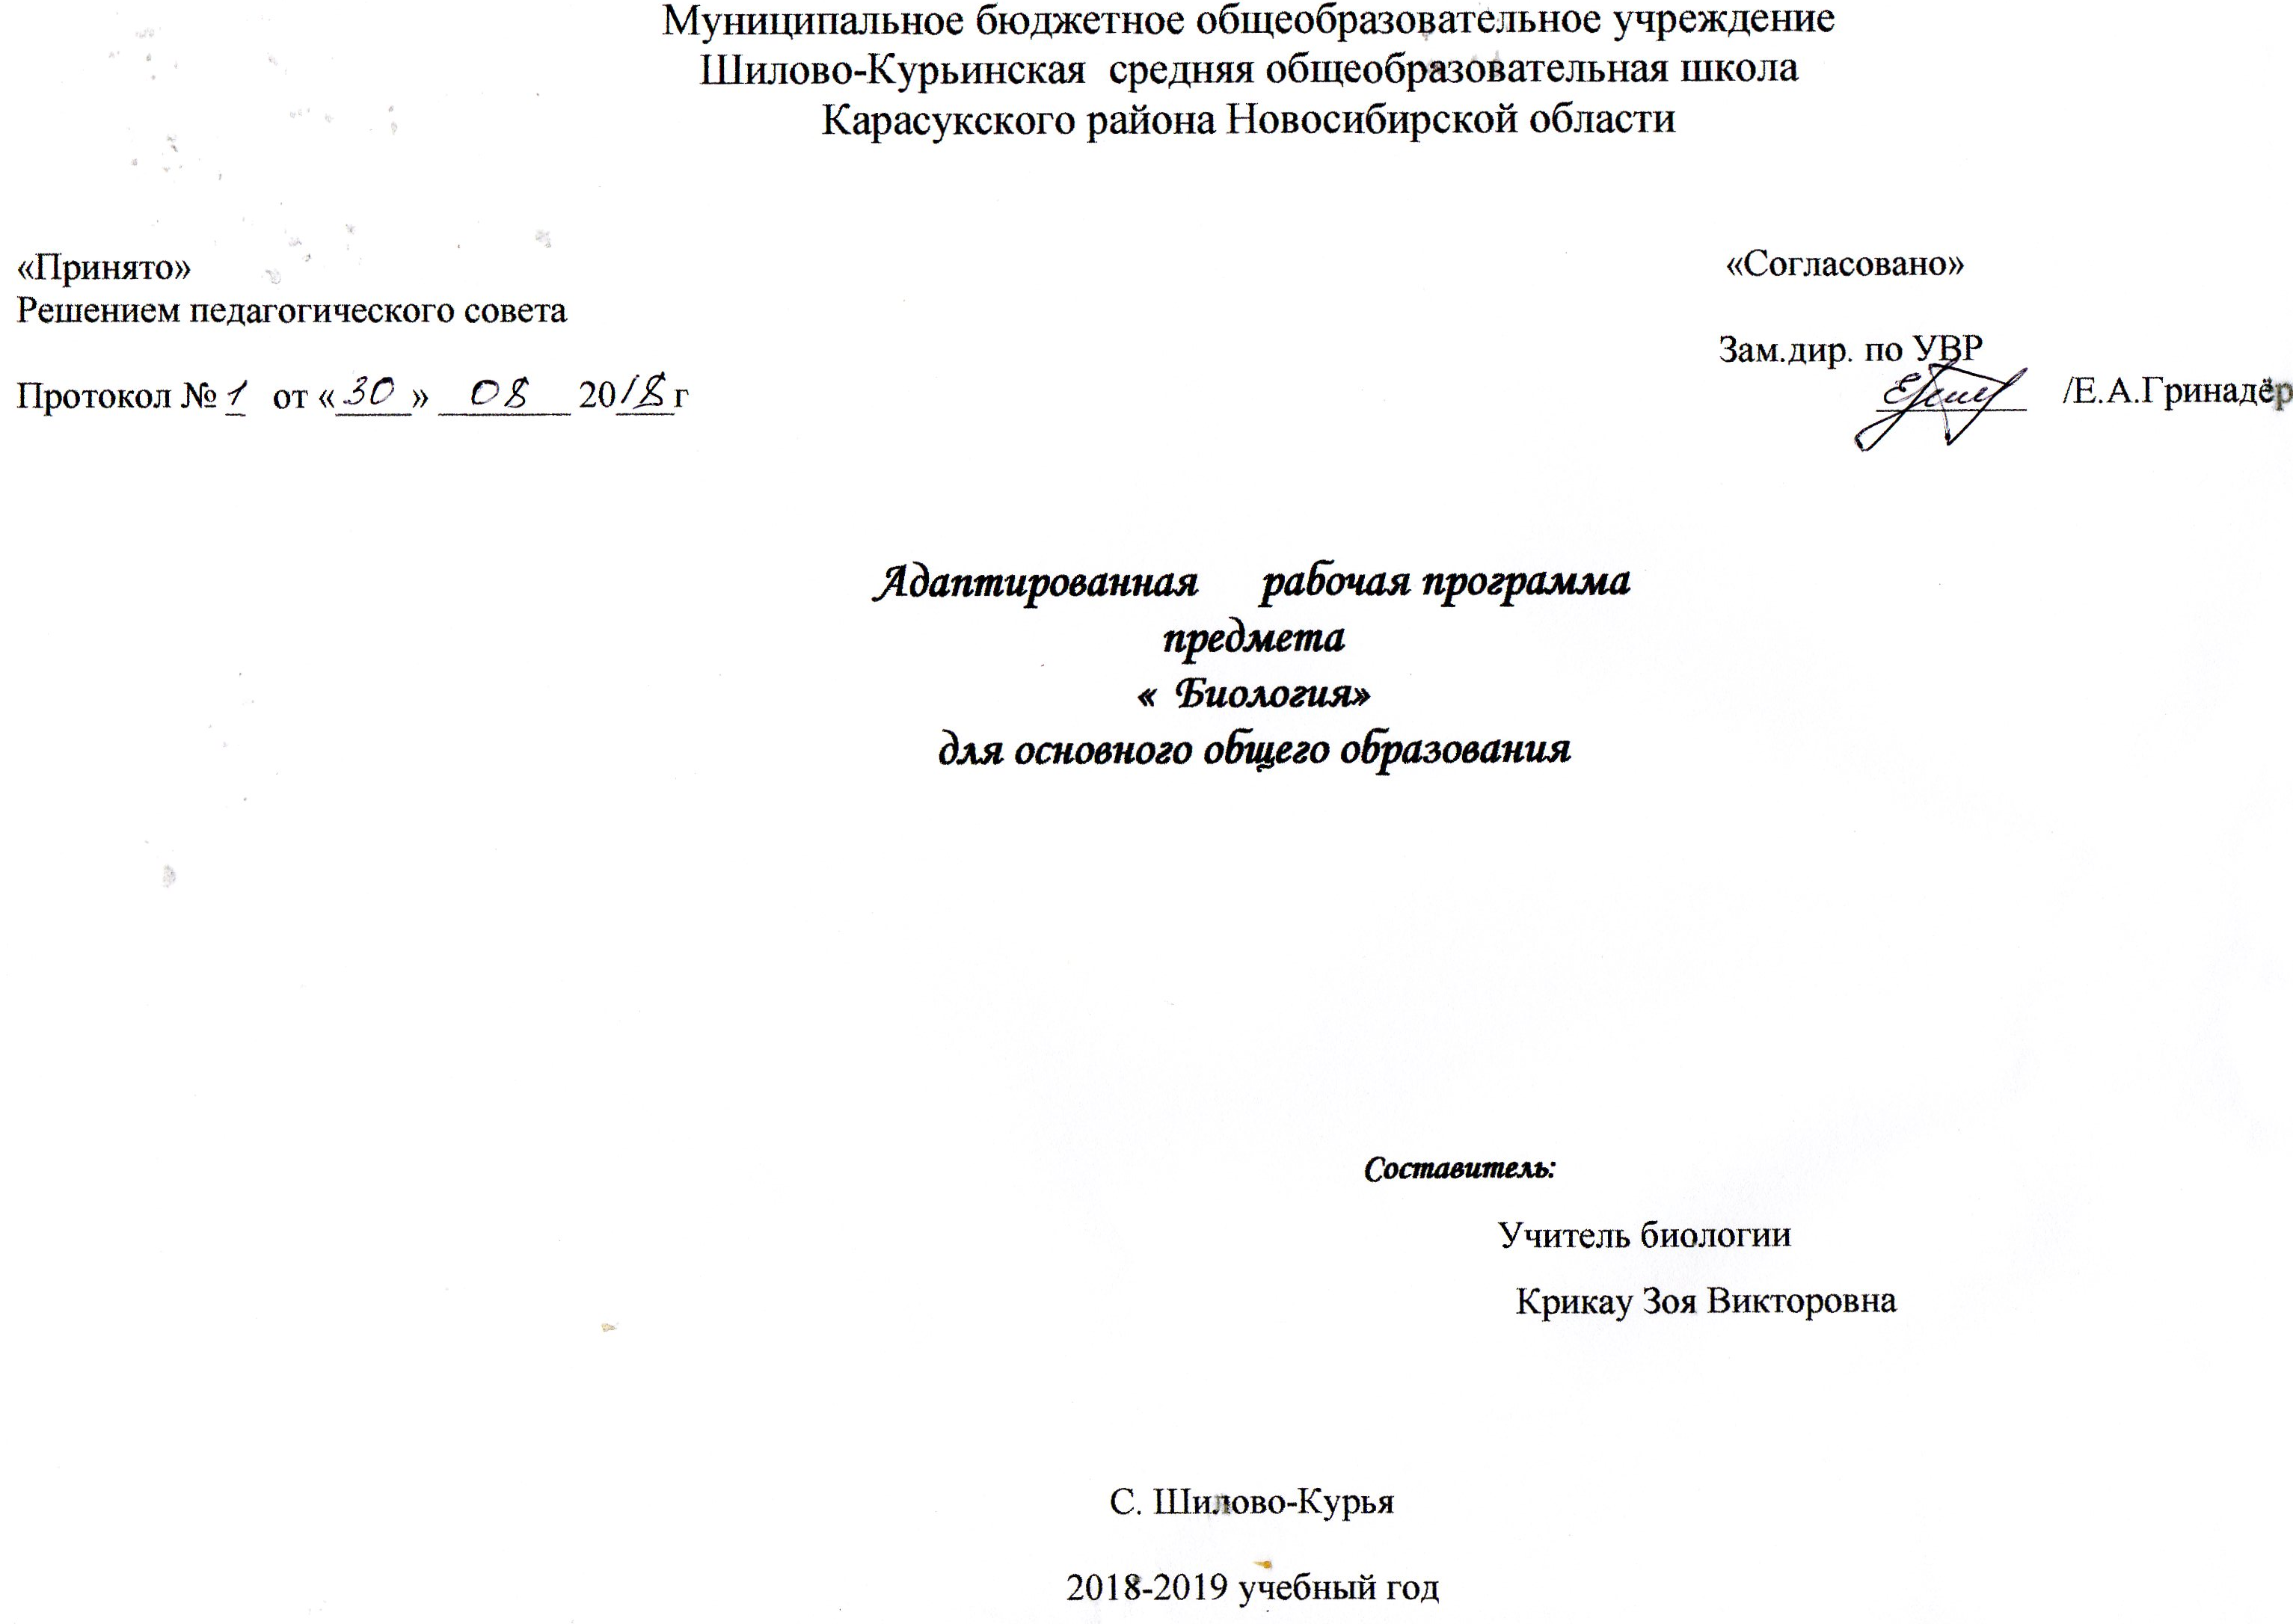 Муниципальное бюджетное общеобразовательное учреждение
Шилово-Курьинская средняя общеобразовательная школа
Карасукского района Новосибирской области
«Принято»
Решением педагогического совета
Протокол № 1 от «30» 08 2018г
«Согласовано»
Зам.дир. по УВР
/Е.А.Гринадёр
Адаптированная рабочая программа
предмета
« Биология»
для основного общего образования
Составитель:
Учитель биологии
Крикау Зоя Викторовна
С. Шилово-Курья
2018-2019 учебный год